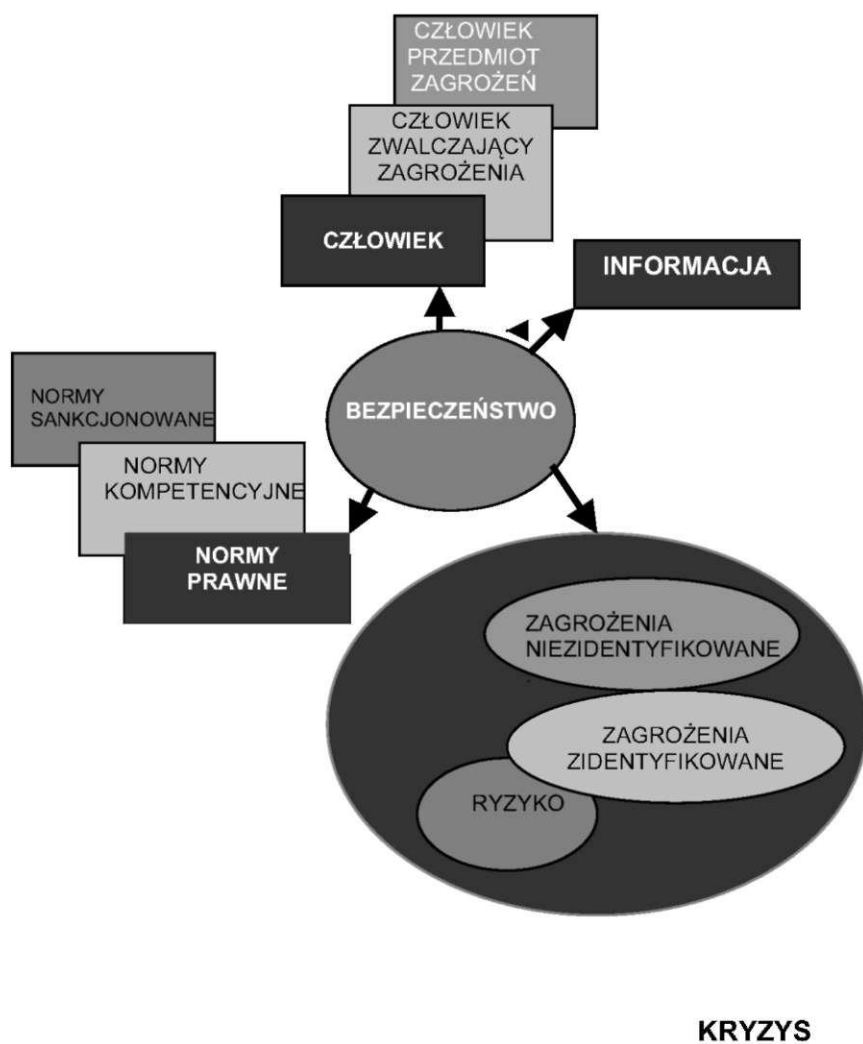 CZŁOWIEK
PRZEDMIOT
ZAGROŻEŃ
CZŁOWIEK
ZWALCZAJĄCY
ZAGROŻENIA
CZŁOWIEK
INFORMACJA
BEZPIECZEŃSTWO
NORMY
SANKCJONOWANE
NORMY
KOMPETENCYJNE
NORMY
PRAWNE
ZAGROŻENIA
NIEZIDENTYFIKOWANE
ZAGROŻENIA
ZIDENTYFIKOWANE
RYZYKO
KRYZYS